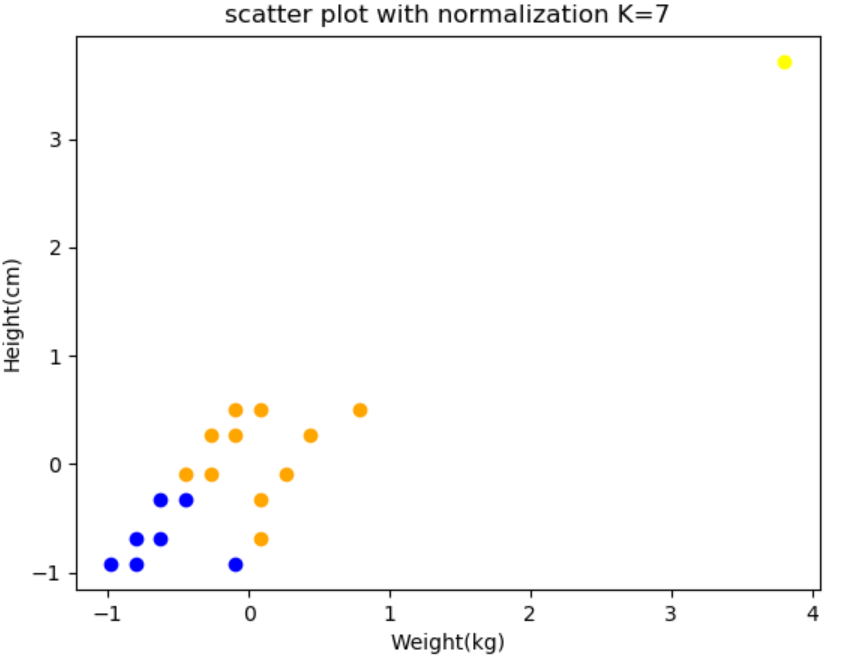 scatter plot with normalization K=7
Height(cm)
3
2
1
0
−1
−1 0 1 2 3 4
Weight(kg)